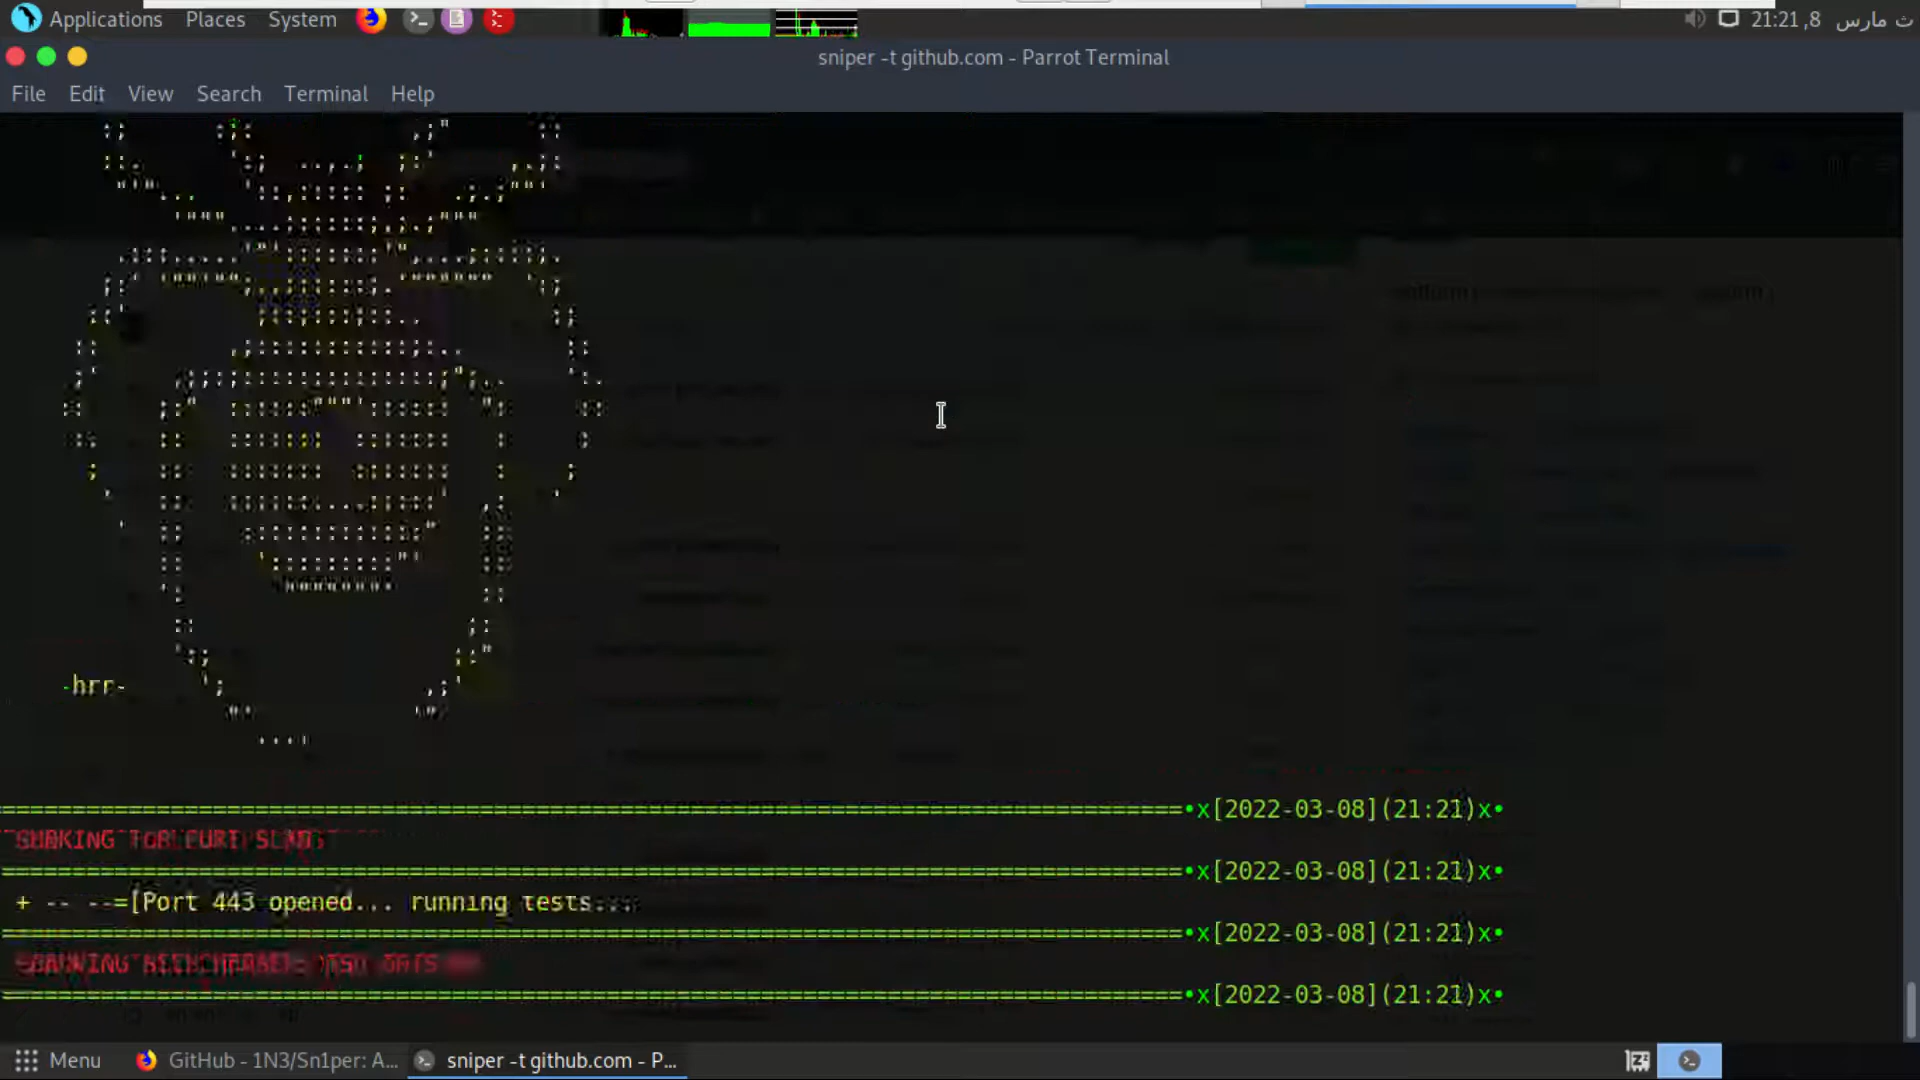 Applications Places System
21:21 ,8 ث مارس
sniper -t github.com - Parrot Terminal
File Edit View Search Terminal Help
-hrr-
•x[2022-03-08](21:21)x•
•x[2022-03-08](21:21)x•
+ -- --=[Port 443 opened... running tests...
•x[2022-03-08](21:21)x•
•x[2022-03-08](21:21)x•
Menu GitHub - 1N3/Sn1per: A... sniper -t github.com - P...